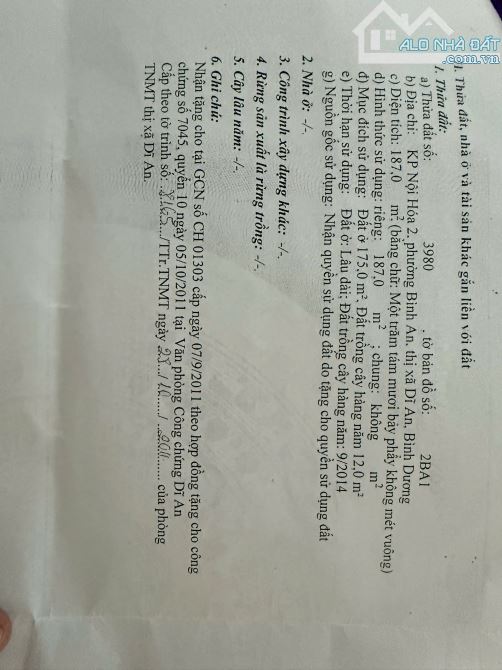 ALO NHÀ ĐẤT
.com.vn
II. Thửa đất, nhà ở và tài sản khác gắn liền với đất
1. Thửa đất:
a) Thửa đất số: 3980 , tờ bản đồ số: 2BA1
b) Địa chỉ: KP Nội Hóa 2, phường Bình An, thị xã Dĩ An, Bình Dương
c) Diện tích: 187,0 m², (bằng chữ: Một trăm tám mươi bảy phẩy không mét vuông)
d) Hình thức sử dụng: riêng: 187,0 m² ; chung: không m²
đ) Mục đích sử dụng: Đất ở 175,0 m², Đất trồng cây hàng năm 12,0 m²
e) Thời hạn sử dụng: Đất ở: Lâu dài; Đất trồng cây hàng năm: 9/2014
g) Nguồn gốc sử dụng: Nhận quyền sử dụng đất do tặng cho quyền sử dụng đất
2. Nhà ở: -/-.
3. Công trình xây dựng khác: -/-.
4. Rừng sản xuất là rừng trồng: -/-.
5. Cây lâu năm: -/-.
6. Ghi chú:
Nhận tặng cho tại GCN số CH 01303 cấp ngày 07/9/2011 theo hợp đồng tặng cho công
chứng số 7045, quyển 10 ngày 05/10/2011 tại Văn phòng Công chứng Dĩ An
Cấp theo tờ trình số: /TTr.TNMT ngày của phòng
TNMT thị xã Dĩ An.